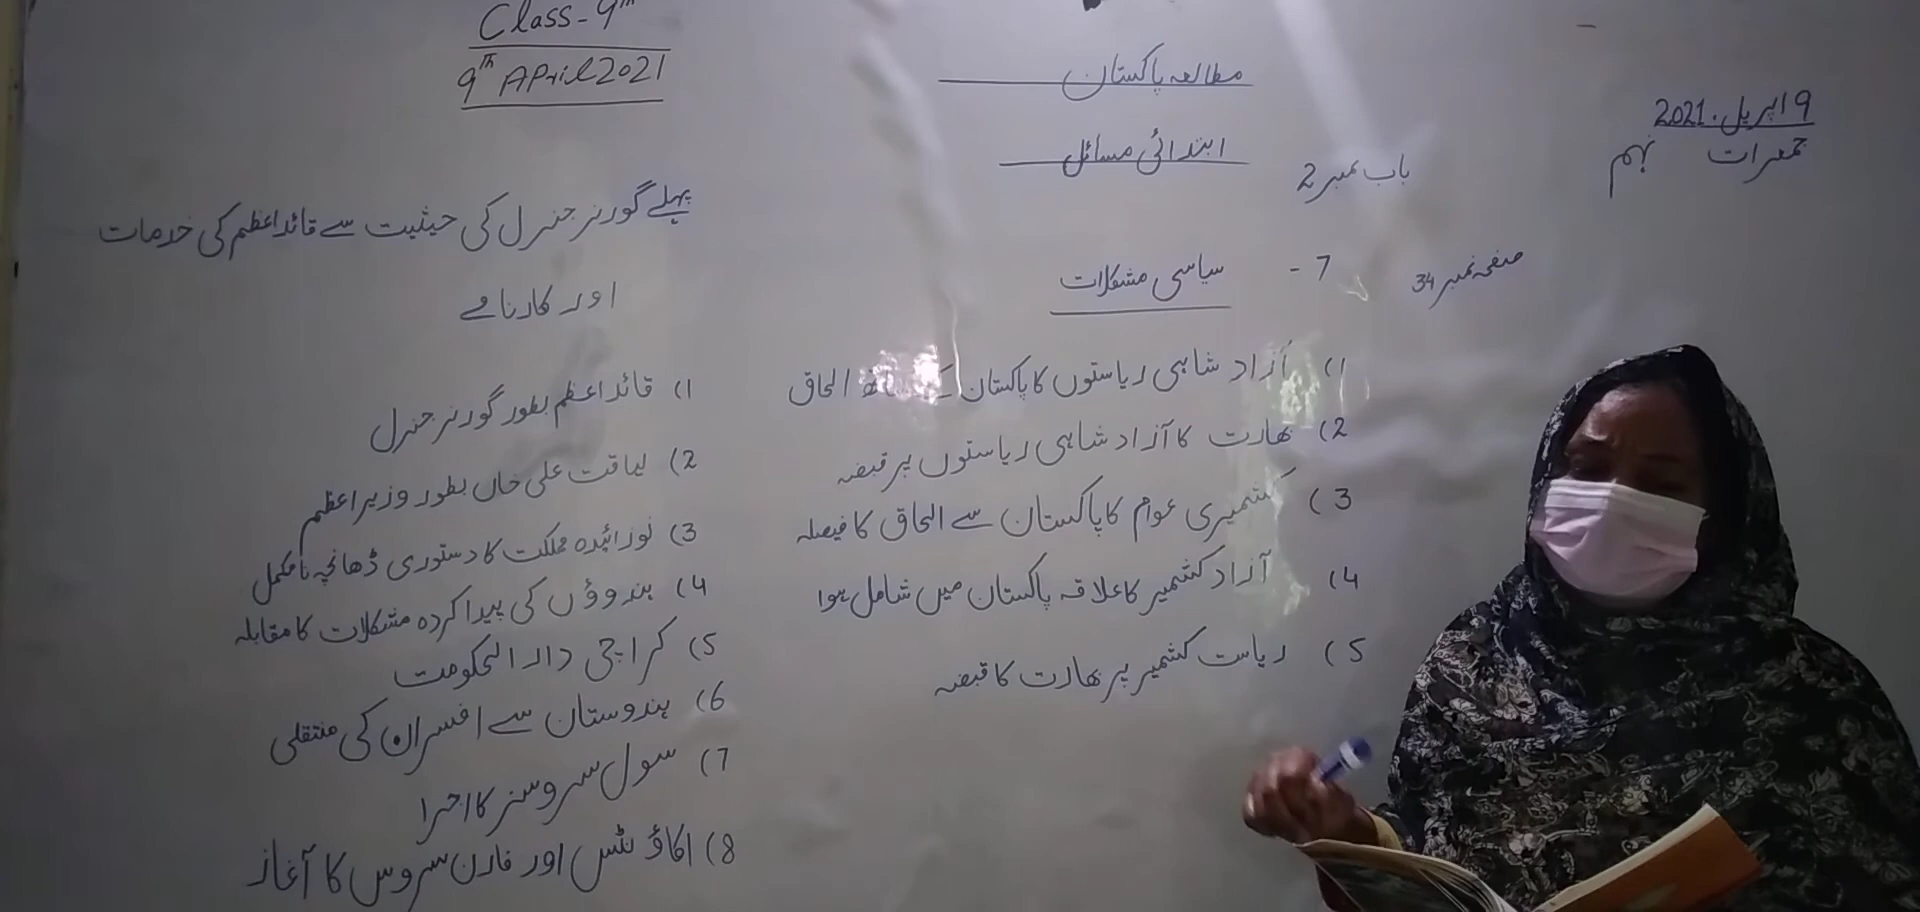 Class-9th
9th April 2021
مطالعہ پاکستان
ابتدائی مسائل
9 اپریل. 2021
جمعرات نہم
باب نمبر 2
صفحہ نمبر 34
7 - سیاسی مشکلات
1) آزاد شاہی ریاستوں کا پاکستان کے ساتھ الحاق
2) بھارت کا آزاد شاہی ریاستوں پر قبضہ
3) کشمیری عوام کا پاکستان سے الحاق کا فیصلہ
4) آزاد کشمیر کا علاقہ پاکستان میں شامل ہوا
5) ریاست کشمیر پر بھارت کا قبضہ
پہلے گورنر جنرل کی حیثیت سے قائداعظم کی خدمات
اور کارنامے
1) قائداعظم بطور گورنر جنرل
2) لیاقت علی خاں بطور وزیراعظم
3) نوزائیدہ مملکت کا دستوری ڈھانچہ نامکمل
4) ہندوؤں کی پیدا کردہ مشکلات کا مقابلہ
5) کراچی دارالحکومت
6) ہندوستان سے افسران کی منتقلی
7) سول سروسز کا اجرا
8) اکاؤنٹس اور فارن سروس کا آغاز